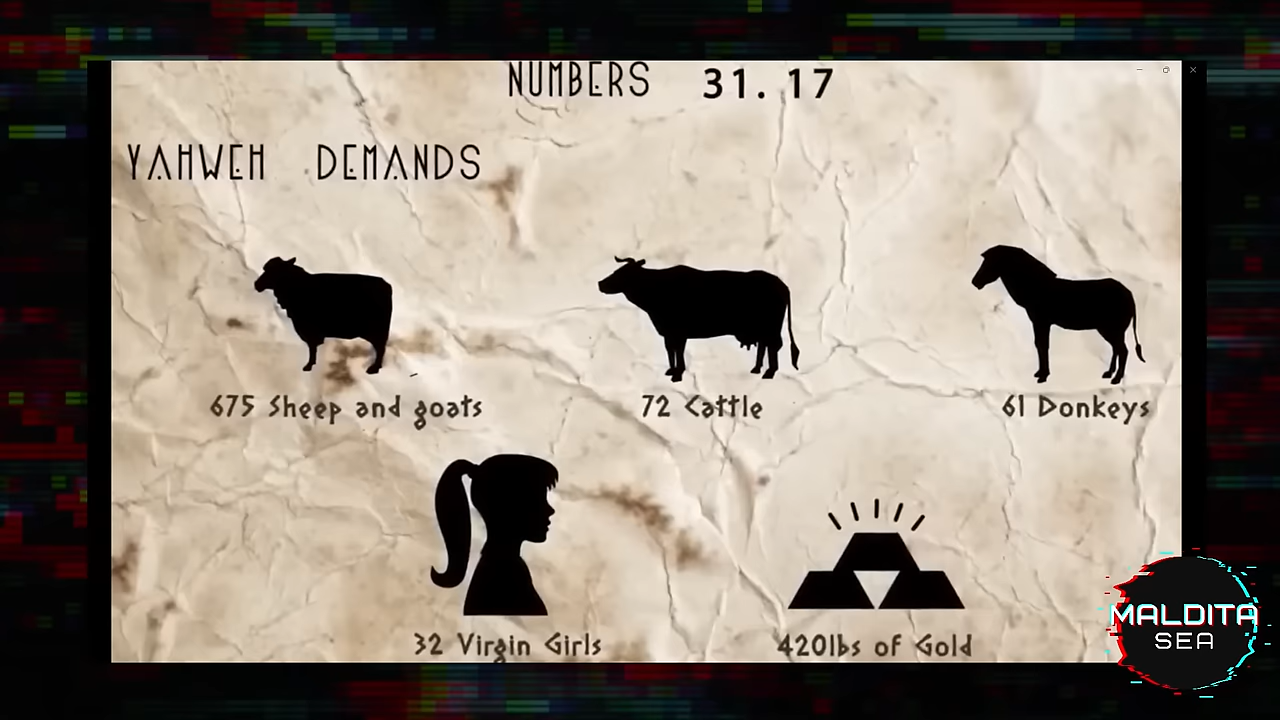 NUMBERS 31. 17
YAHWEH DEMANDS
675 Sheep and goats
72 Cattle
61 Donkeys
32 Virgin Girls
420lbs of Gold
MALDITA
SEA